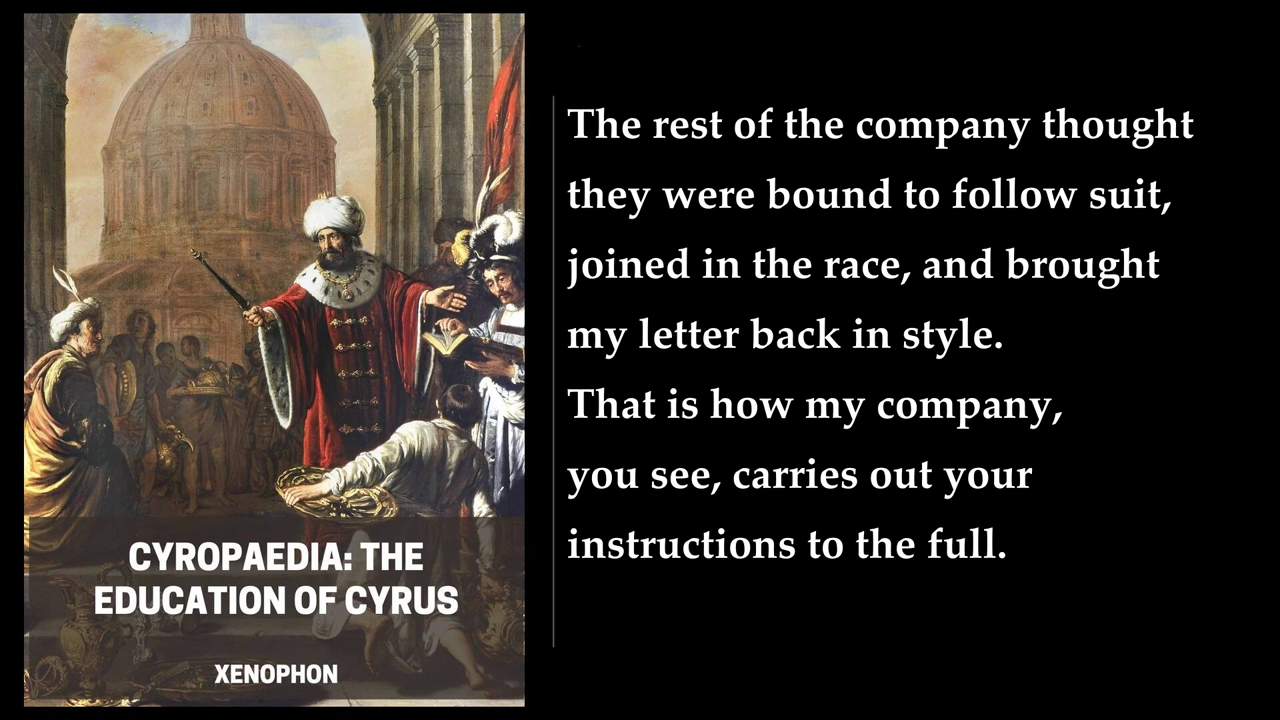 CYROPAEDIA: THE
EDUCATION OF CYRUS
XENOPHON
The rest of the company thought
they were bound to follow suit,
joined in the race, and brought
my letter back in style.
That is how my company,
you see, carries out your
instructions to the full.